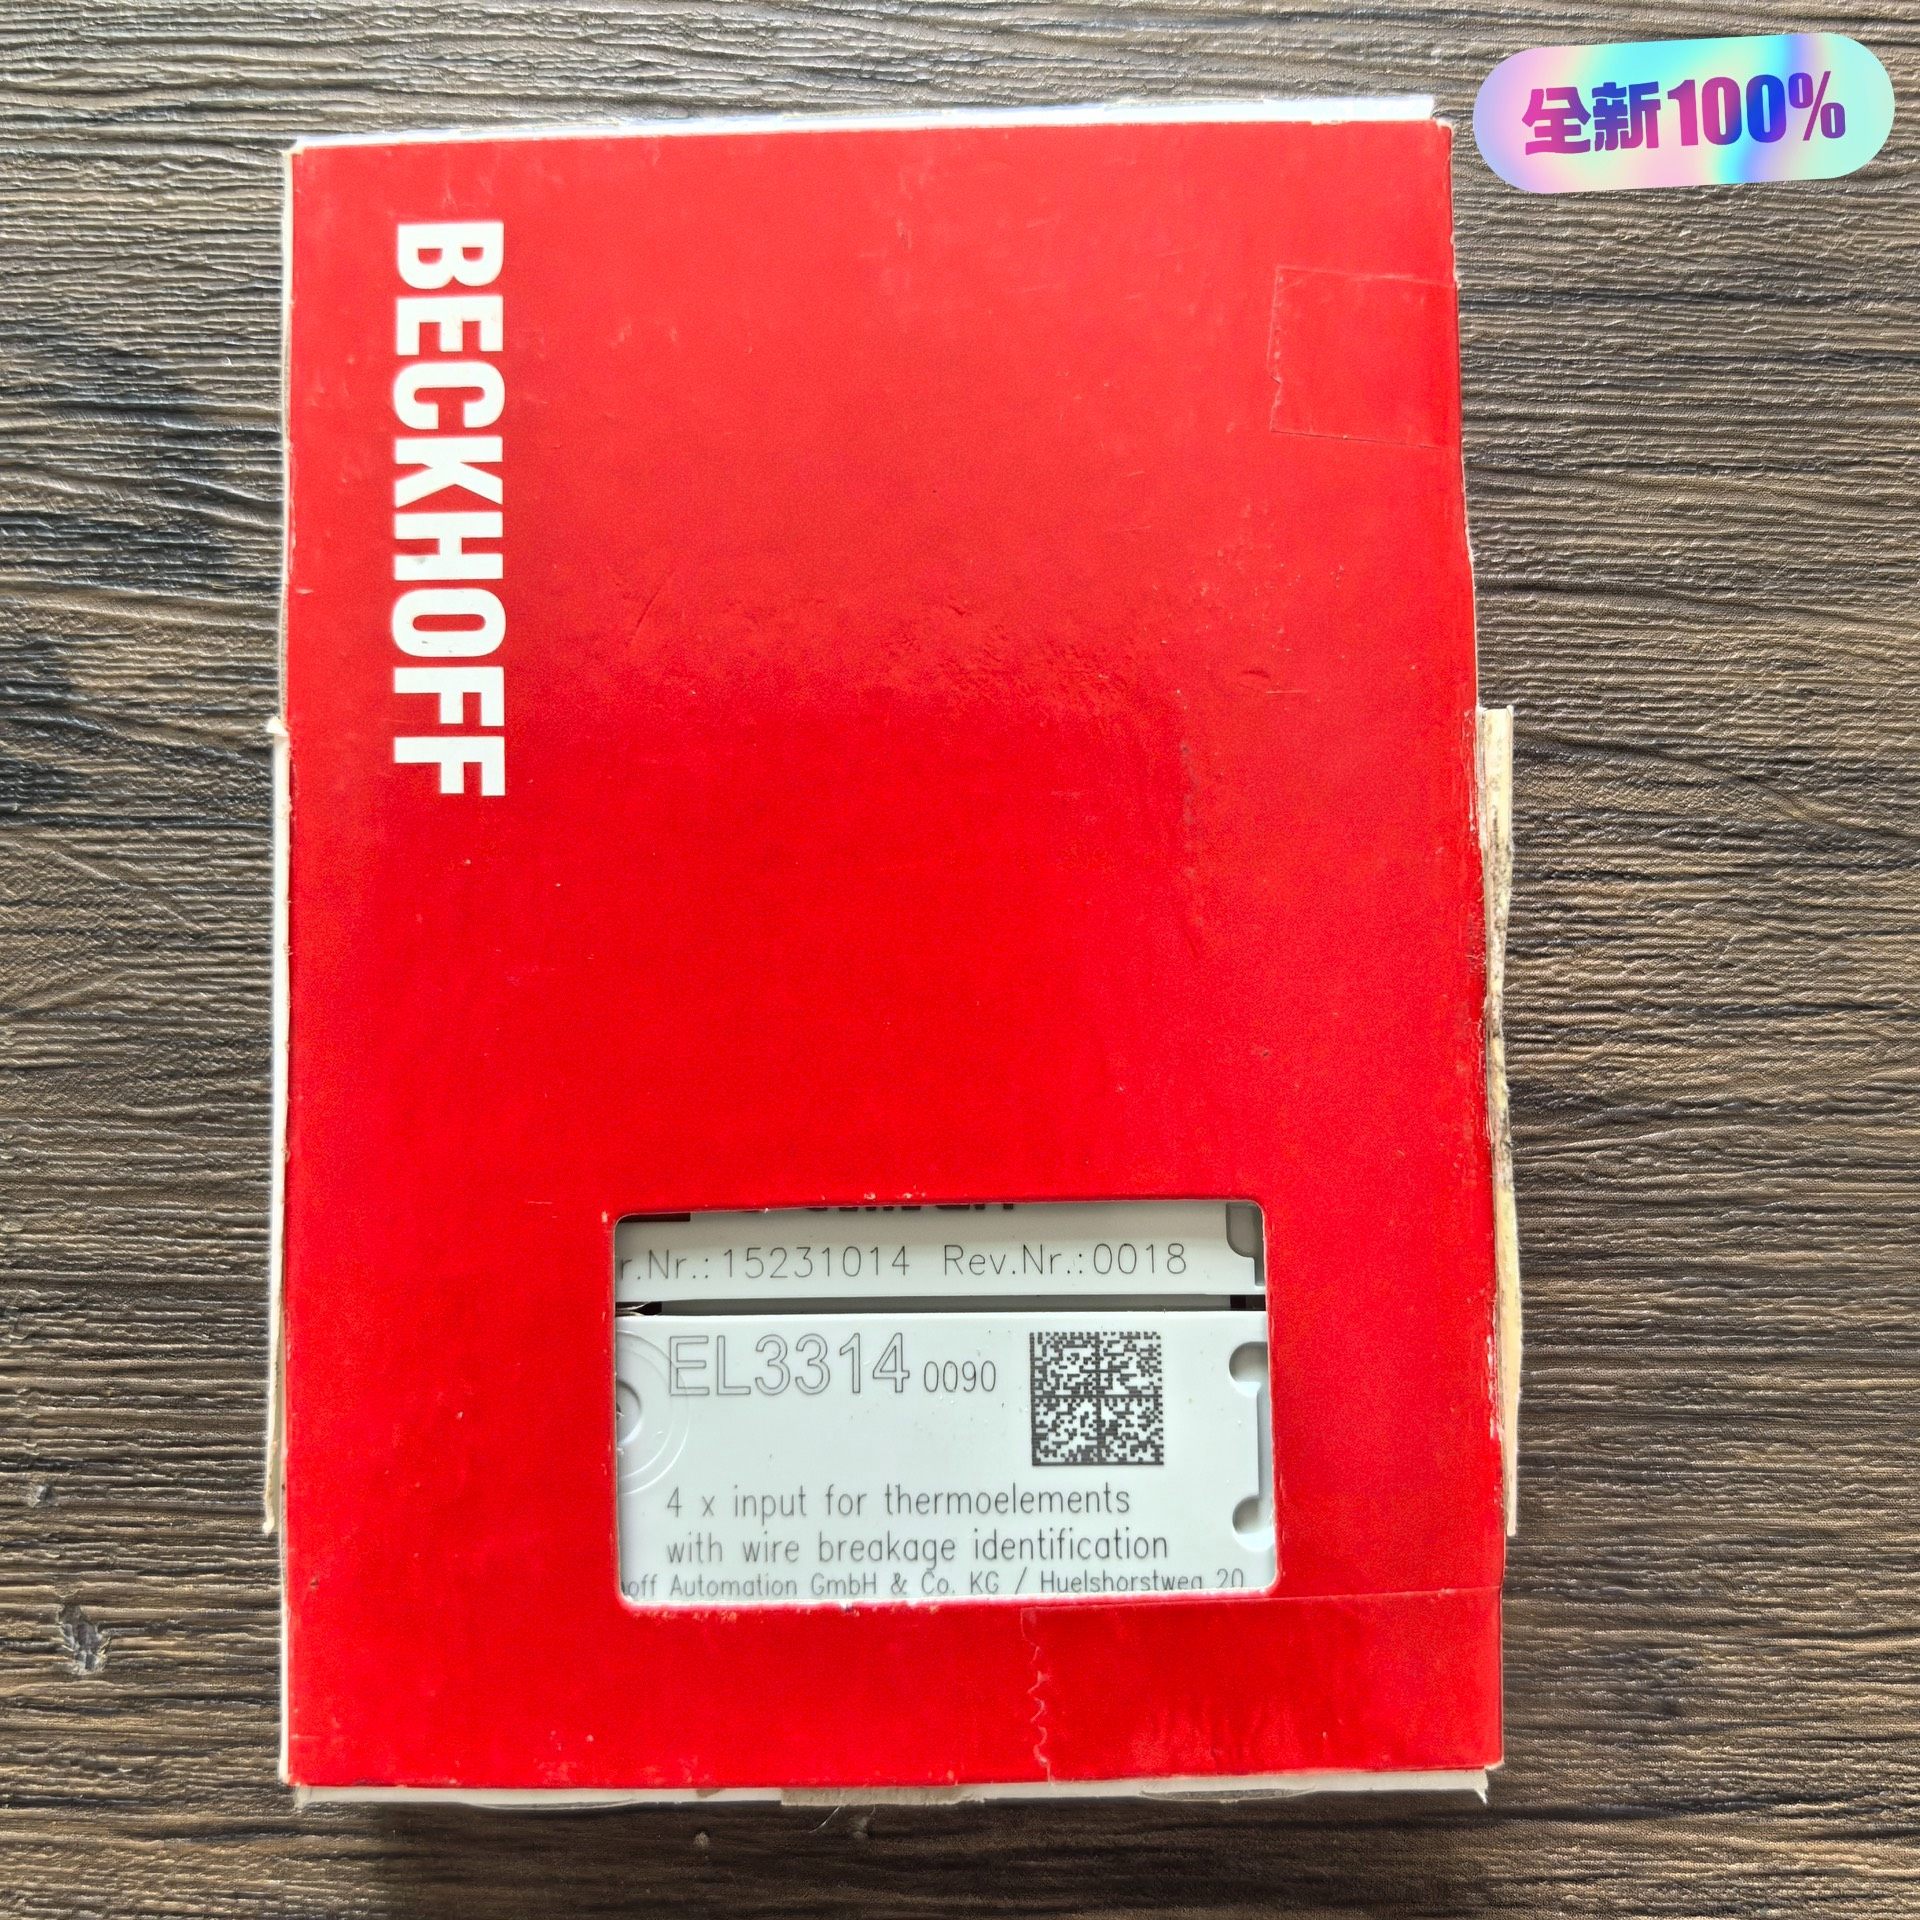 全新100%
BECKHOFF
r.Nr.:15231014 Rev.Nr.:0018
EL3314 0090
4 x input for thermoelements
with wire breakage identification
off Automation GmbH & Co. KG / Huelshorstweg 20